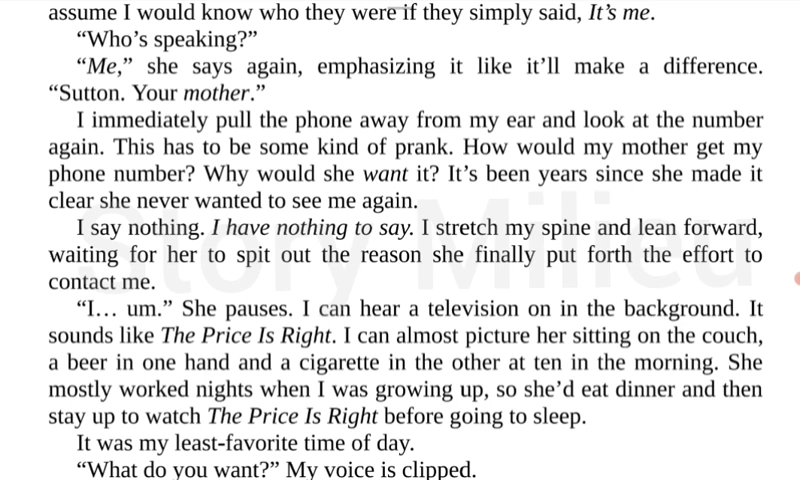 assume I would know who they were if they simply said, It’s me.
“Who’s speaking?”
“Me,” she says again, emphasizing it like it’ll make a difference.
“Sutton. Your mother.”
I immediately pull the phone away from my ear and look at the number
again. This has to be some kind of prank. How would my mother get my
phone number? Why would she want it? It’s been years since she made it
clear she never wanted to see me again.
I say nothing. I have nothing to say. I stretch my spine and lean forward,
waiting for her to spit out the reason she finally put forth the effort to
contact me.
Story Milieu
“I… um.” She pauses. I can hear a television on in the background. It
sounds like The Price Is Right. I can almost picture her sitting on the couch,
a beer in one hand and a cigarette in the other at ten in the morning. She
mostly worked nights when I was growing up, so she’d eat dinner and then
stay up to watch The Price Is Right before going to sleep.
It was my least-favorite time of day.
“What do you want?” My voice is clipped.